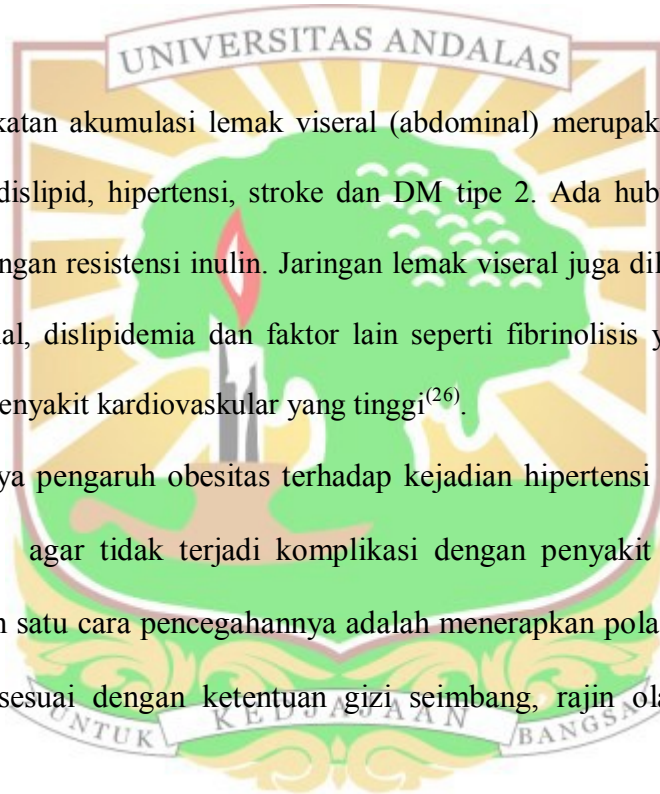 UNIVERSITAS ANDALAS
katan akumulasi lemak viseral (abdominal) merupak
dislipid, hipertensi, stroke dan DM tipe 2. Ada hub
ngan resistensi inulin. Jaringan lemak viseral juga dil
al, dislipidemia dan faktor lain seperti fibrinolisis y
enyakit kardiovaskular yang tinggi(26).
ya pengaruh obesitas terhadap kejadian hipertensi
agar tidak terjadi komplikasi dengan penyakit
n satu cara pencegahannya adalah menerapkan pola
sesuai dengan ketentuan gizi seimbang, rajin ola
UNTUK KEDJAJAAN BANGSA